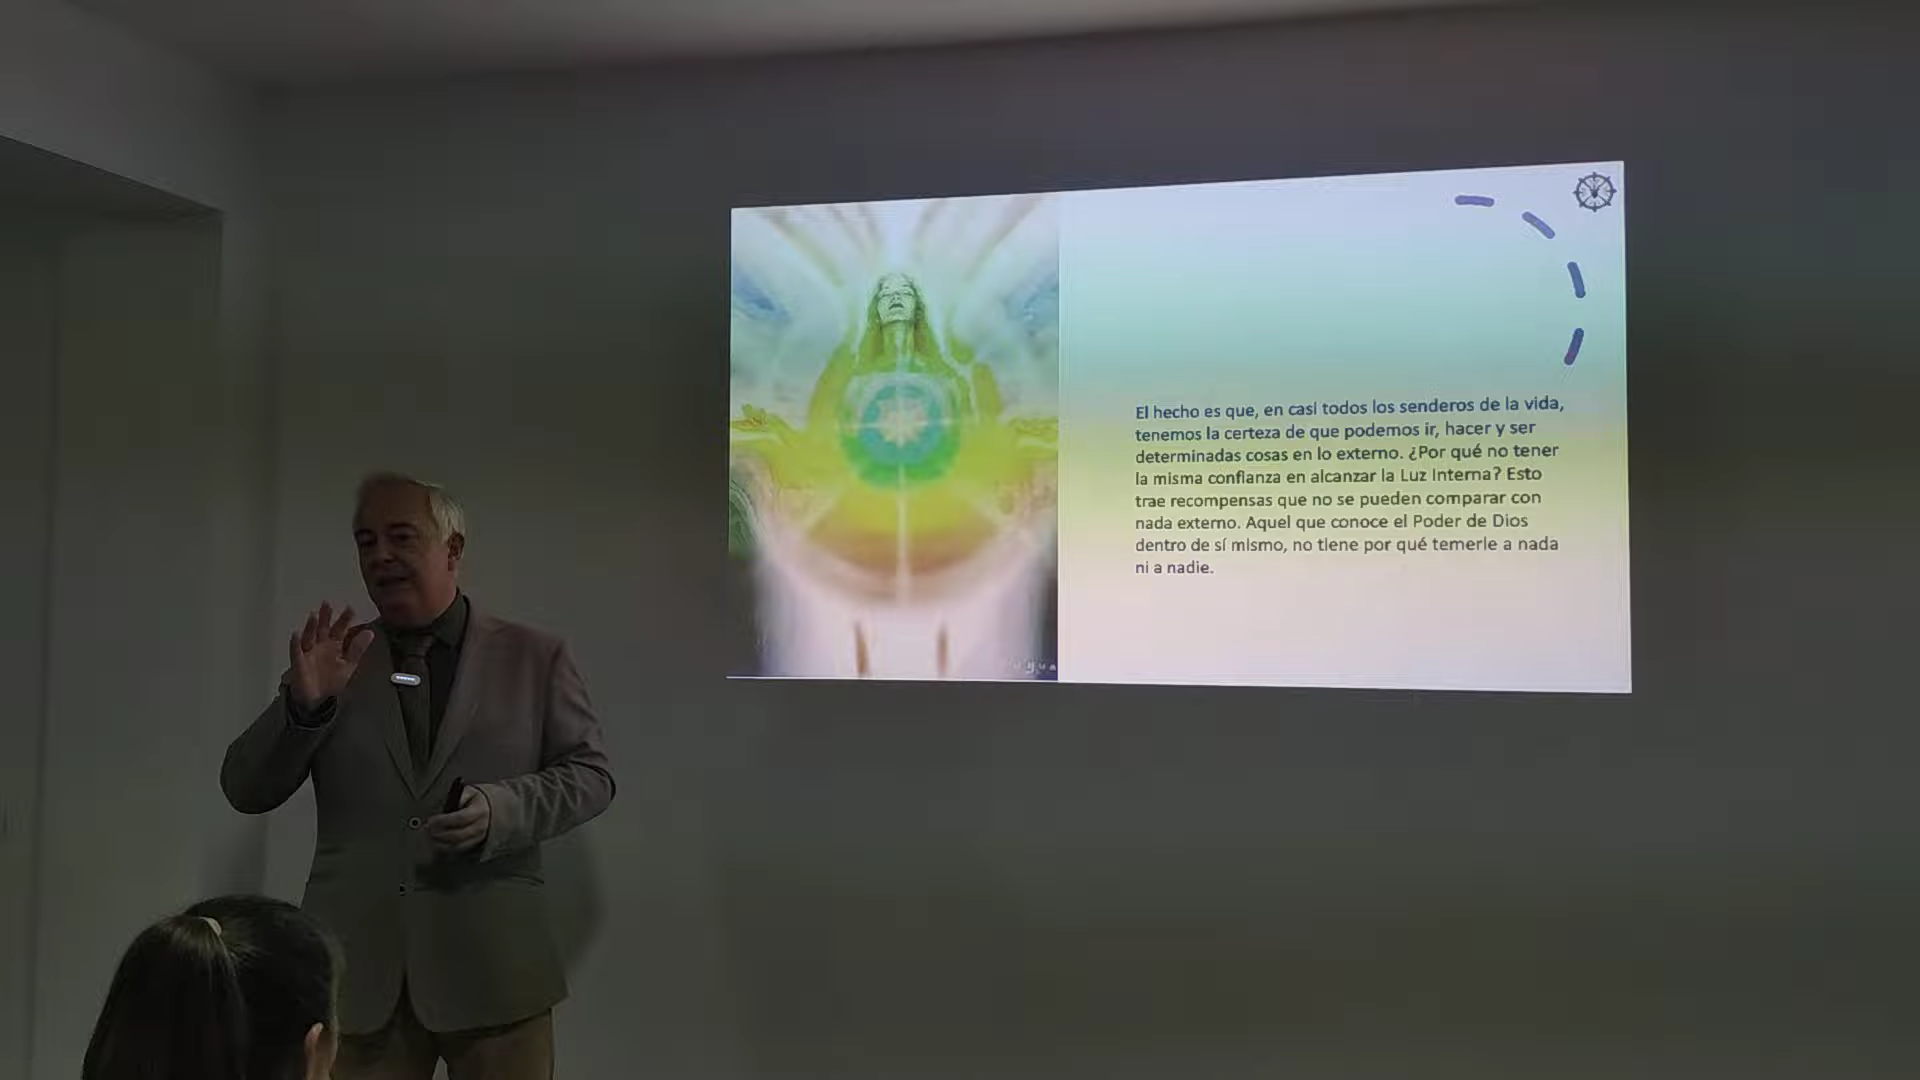 El hecho es que, en casi todos los senderos de la vida,
tenemos la certeza de que podemos ir, hacer y ser
determinadas cosas en lo externo. ¿Por qué no tener
la misma confianza en alcanzar la Luz Interna? Esto
trae recompensas que no se pueden comparar con
nada externo. Aquel que conoce el Poder de Dios
dentro de sí mismo, no tiene por qué temerle a nada
ni a nadie.